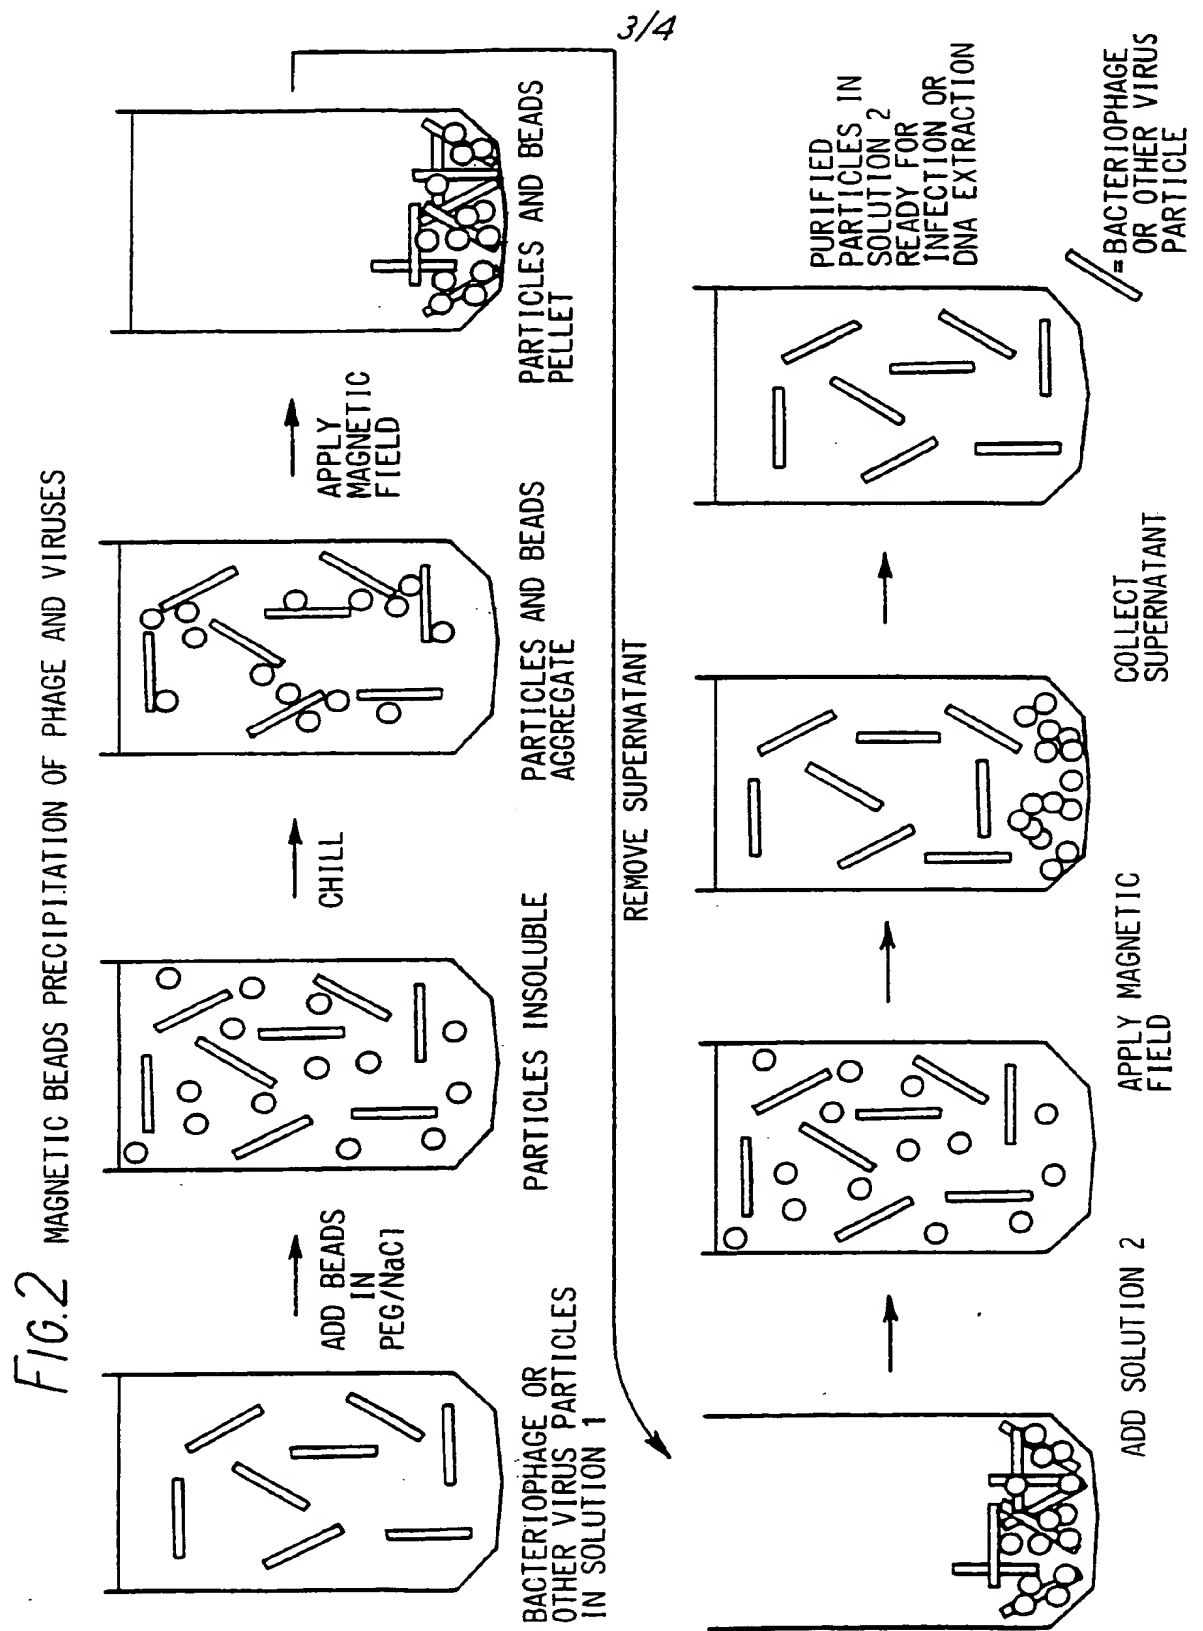 3/4
FIG.2 MAGNETIC BEADS PRECIPITATION OF PHAGE AND VIRUSES
BACTERIOPHAGE OR
OTHER VIRUS PARTICLES
IN SOLUTION 1
ADD BEADS
IN
PEG/NaCl
PARTICLES INSOLUBLE
CHILL
PARTICLES AND BEADS
AGGREGATE
APPLY
MAGNETIC
FIELD
PARTICLES AND BEADS
PELLET
REMOVE SUPERNATANT
ADD SOLUTION 2
APPLY MAGNETIC
FIELD
COLLECT
SUPERNATANT
PURIFIED
PARTICLES IN
SOLUTION 2
READY FOR
INFECTION OR
DNA EXTRACTION
=BACTERIOPHAGE
OR OTHER VIRUS
PARTICLE